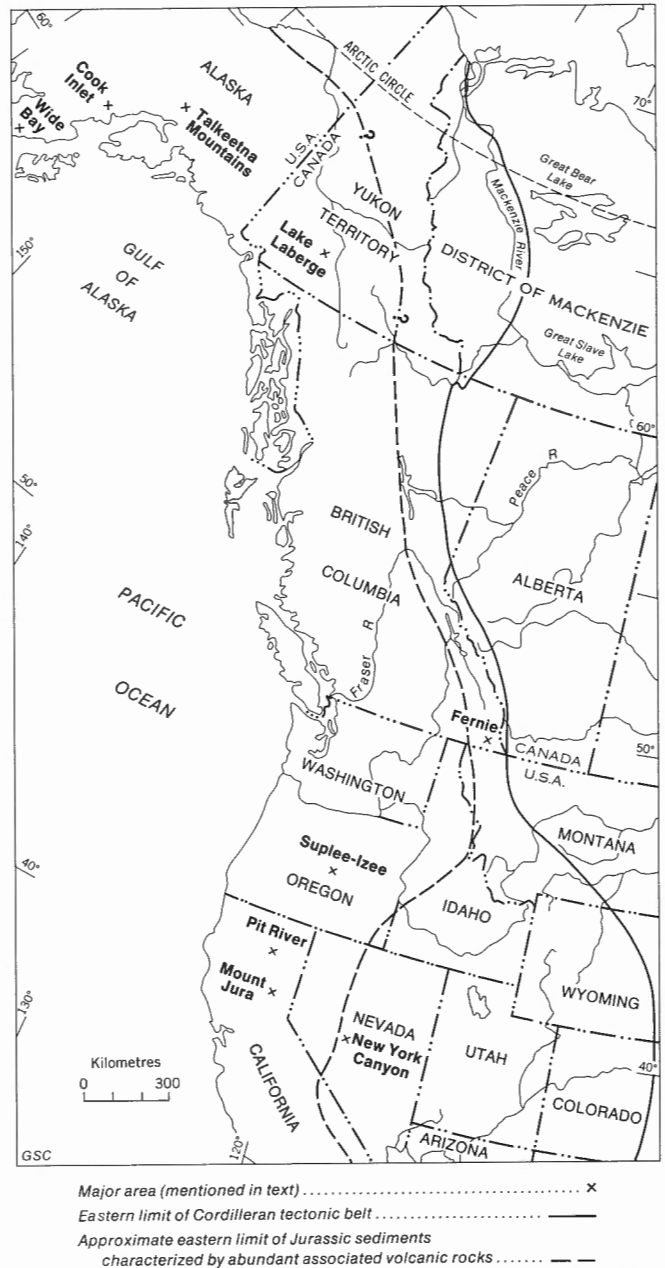 60°
ARCTIC CIRCLE
ALASKA
Cook
Inlet
Wide
Bay
Talkeetna
Mountains
70°
U.S.A.
CANADA
Great Bear
Lake
YUKON
TERRITORY
Mackenzie River
Lake
Laberge
DISTRICT OF MACKENZIE
150°
GULF
OF
ALASKA
Great Slave
Lake
?
?
60°
50°
140°
Peace R
BRITISH
COLUMBIA
ALBERTA
PACIFIC
OCEAN
Fraser R
Fernie
CANADA
U.S.A.
50°
WASHINGTON
MONTANA
40°
Suplee-Izee
OREGON
IDAHO
Pit River
Mount
Jura
WYOMING
130°
NEVADA
New York
Canyon
UTAH
Kilometres
0 300
CALIFORNIA
40°
COLORADO
ARIZONA
120°
GSC
Major area (mentioned in text) .......... ×
Eastern limit of Cordilleran tectonic belt ..........
Approximate eastern limit of Jurassic sediments
characterized by abundant associated volcanic rocks .......